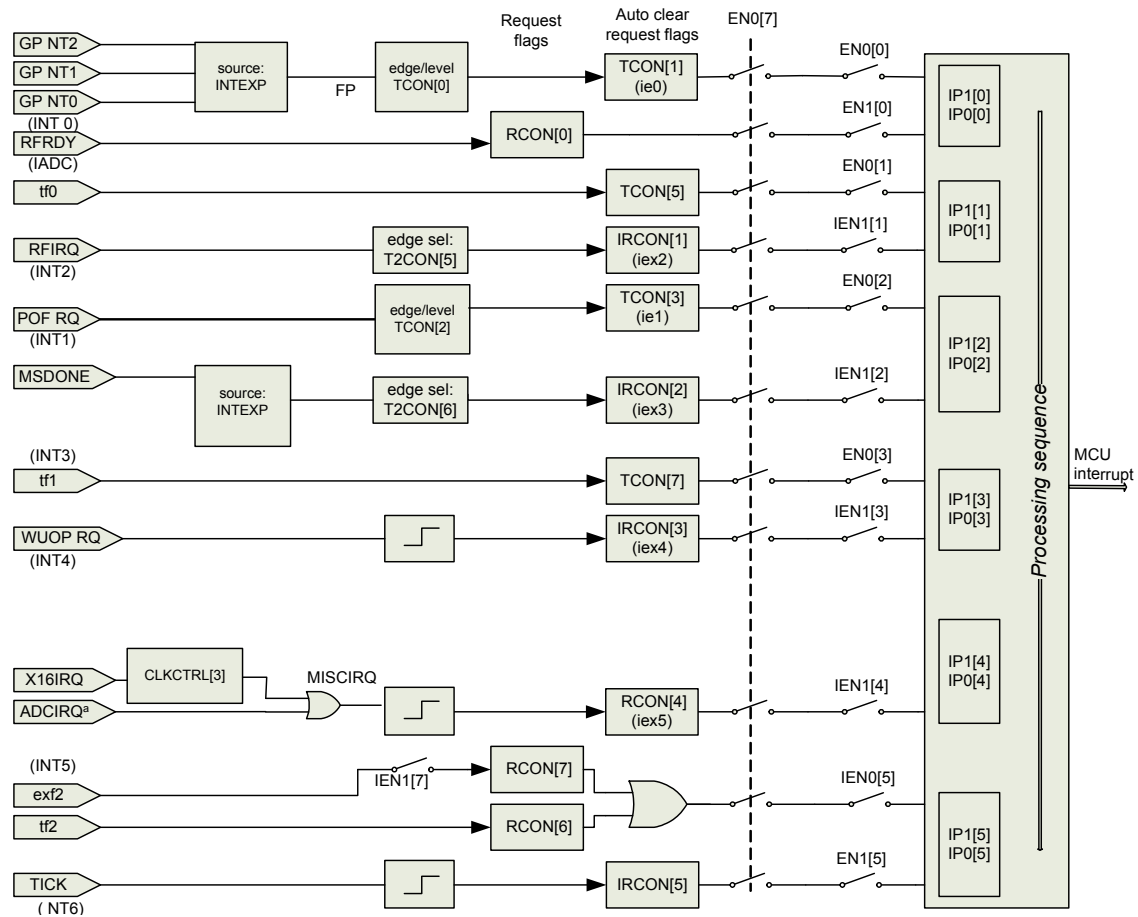 Request
flags
Auto clear
request flags
EN0[7]
GP NT2
GP NT1
GP NT0
(INT 0)
source:
INTEXP
FP
edge/level
TCON[0]
TCON[1]
(ie0)
EN0[0]
IP1[0]
IP0[0]
RFRDY
(IADC)
RCON[0]
EN1[0]
tf0
TCON[5]
EN0[1]
IP1[1]
IP0[1]
RFIRQ
(INT2)
edge sel:
T2CON[5]
IRCON[1]
(iex2)
IEN1[1]
POF RQ
(INT1)
edge/level
TCON[2]
TCON[3]
(ie1)
EN0[2]
IP1[2]
IP0[2]
MSDONE
source:
INTEXP
edge sel:
T2CON[6]
IRCON[2]
(iex3)
IEN1[2]
(INT3)
tf1
TCON[7]
EN0[3]
IP1[3]
IP0[3]
WUOP RQ
(INT4)
IRCON[3]
(iex4)
IEN1[3]
Processing sequence
MCU
interrupt
X16IRQ
CLKCTRL[3]
ADCIRQᵃ
MISCIRQ
RCON[4]
(iex5)
IEN1[4]
IP1[4]
IP0[4]
(INT5)
exf2
IEN1[7]
RCON[7]
tf2
RCON[6]
IEN0[5]
IP1[5]
IP0[5]
TICK
( NT6)
IRCON[5]
EN1[5]